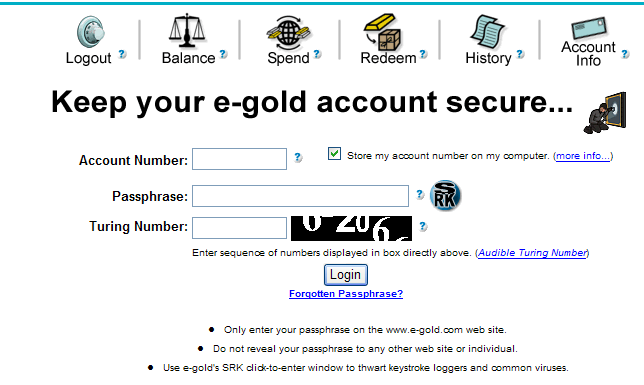 Logout ? Balance ? Spend ? Redeem ? History ? Account Info ?
Keep your e-gold account secure...
Account Number: ? Store my account number on my computer. (more info...)
Passphrase: ? SRK
Turing Number: ?
Enter sequence of numbers displayed in box directly above. (Audible Turing Number)
Login
Forgotten Passphrase?
• Only enter your passphrase on the www.e-gold.com web site.
• Do not reveal your passphrase to any other web site or individual.
• Use e-gold's SRK click-to-enter window to thwart keystroke loggers and common viruses.